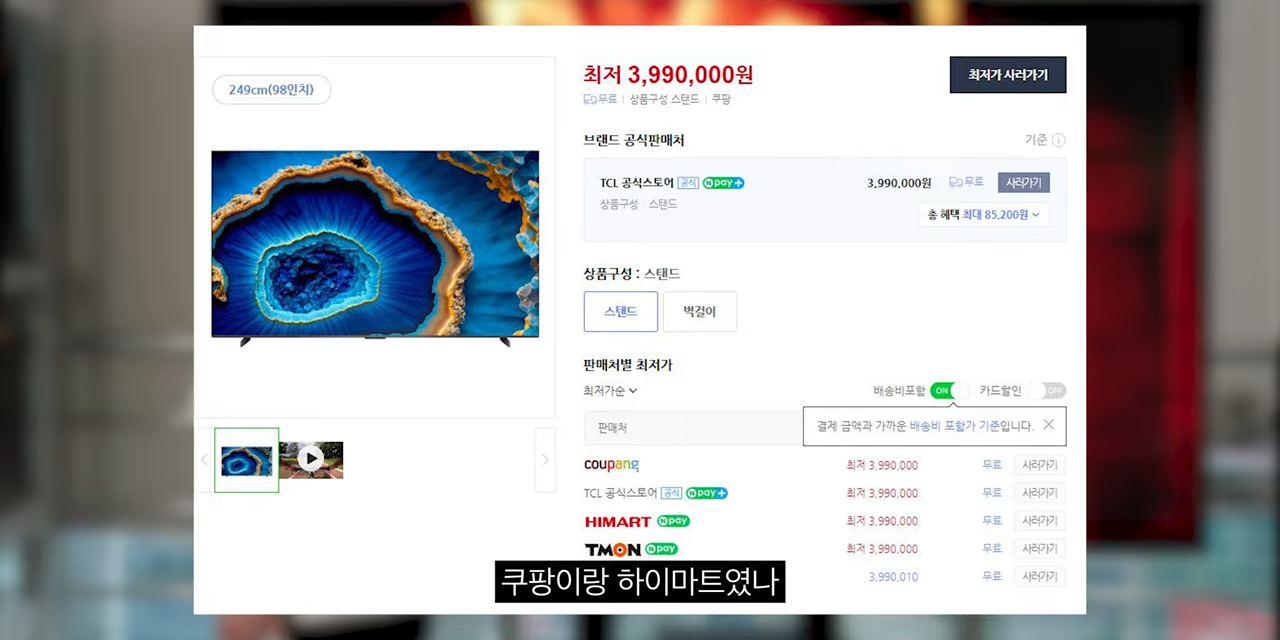 249cm(98인치)
최저 3,990,000원
최저가 사러가기
무료 | 상품구성 스탠드 | 쿠팡
브랜드 공식판매처
기준
TCL 공식스토어 공식 N pay+
3,990,000원 무료 사러가기
상품구성 스탠드
총 혜택 최대 85,200원
상품구성 : 스탠드
스탠드 벽걸이
판매처별 최저가
최저가순
배송비포함 ON 카드할인 OFF
판매처
결제 금액과 가까운 배송비 포함가 기준입니다.
coupang 최저 3,990,000 무료 사러가기
TCL 공식스토어 공식 N pay+ 최저 3,990,000 무료 사러가기
HIMART N pay 최저 3,990,000 무료 사러가기
TMON N pay 최저 3,990,000 무료 사러가기
3,990,010 무료 사러가기
쿠팡이랑 하이마트였나